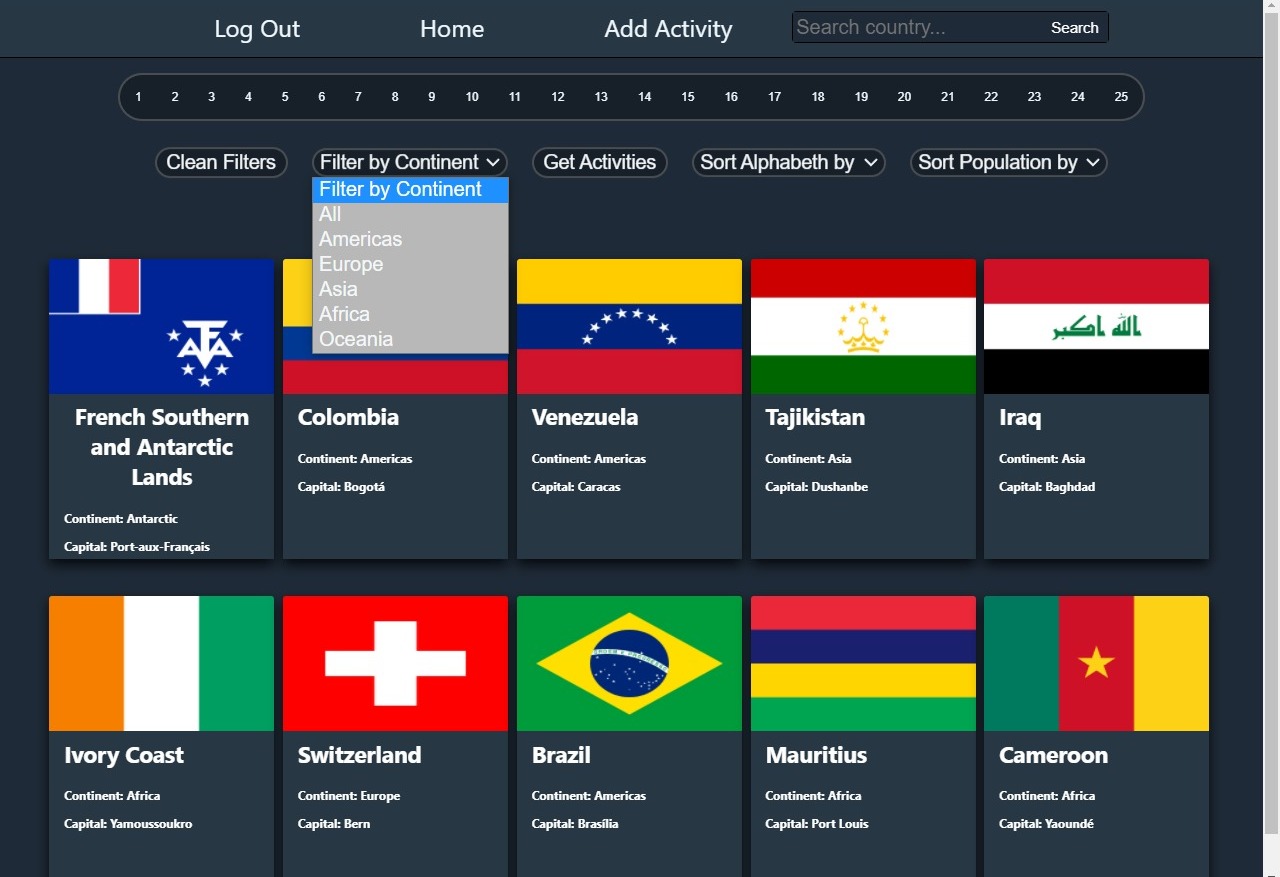 Log Out Home Add Activity Search country... Search
1 2 3 4 5 6 7 8 9 10 11 12 13 14 15 16 17 18 19 20 21 22 23 24 25
Clean Filters Filter by Continent Get Activities Sort Alphabeth by Sort Population by
Filter by Continent
All
Americas
Europe
Asia
Africa
Oceania
الله اكبر
French Southern
and Antarctic
Lands
Continent: Antarctic
Capital: Port-aux-Français
Colombia
Continent: Americas
Capital: Bogotá
Venezuela
Continent: Americas
Capital: Caracas
Tajikistan
Continent: Asia
Capital: Dushanbe
Iraq
Continent: Asia
Capital: Baghdad
Ivory Coast
Continent: Africa
Capital: Yamoussoukro
Switzerland
Continent: Europe
Capital: Bern
Brazil
Continent: Americas
Capital: Brasília
Mauritius
Continent: Africa
Capital: Port Louis
Cameroon
Continent: Africa
Capital: Yaoundé